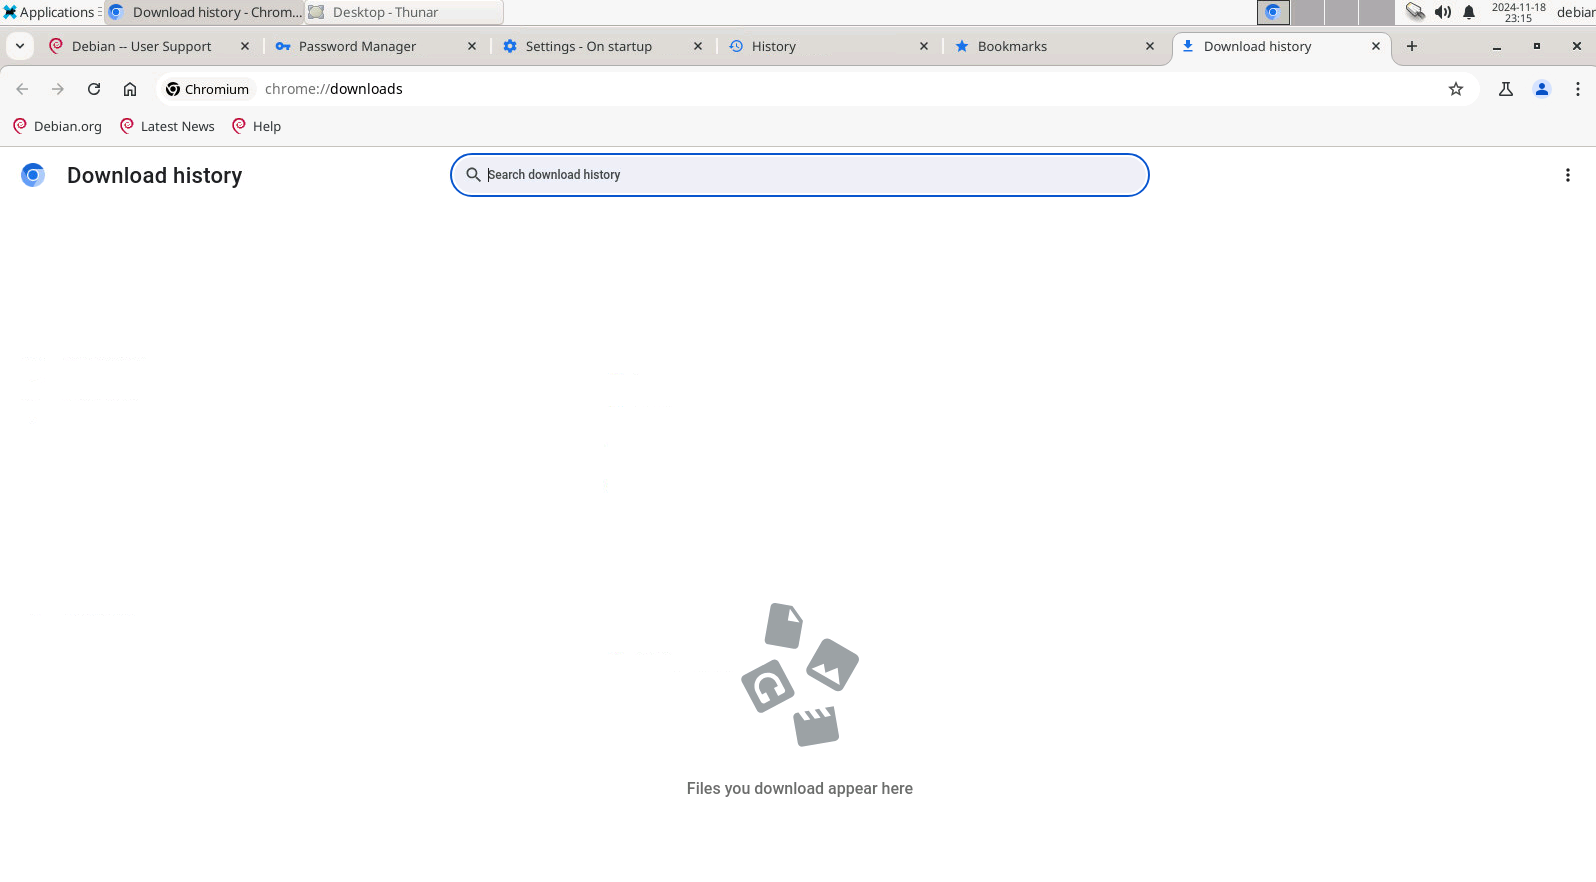 Applications
Download history - Chrom...
Desktop - Thunar
2024-11-18
23:15
debian
Debian -- User Support
Password Manager
Settings - On startup
History
Bookmarks
Download history
Chromium
chrome://downloads
Debian.org
Latest News
Help
Download history
Search download history
Files you download appear here